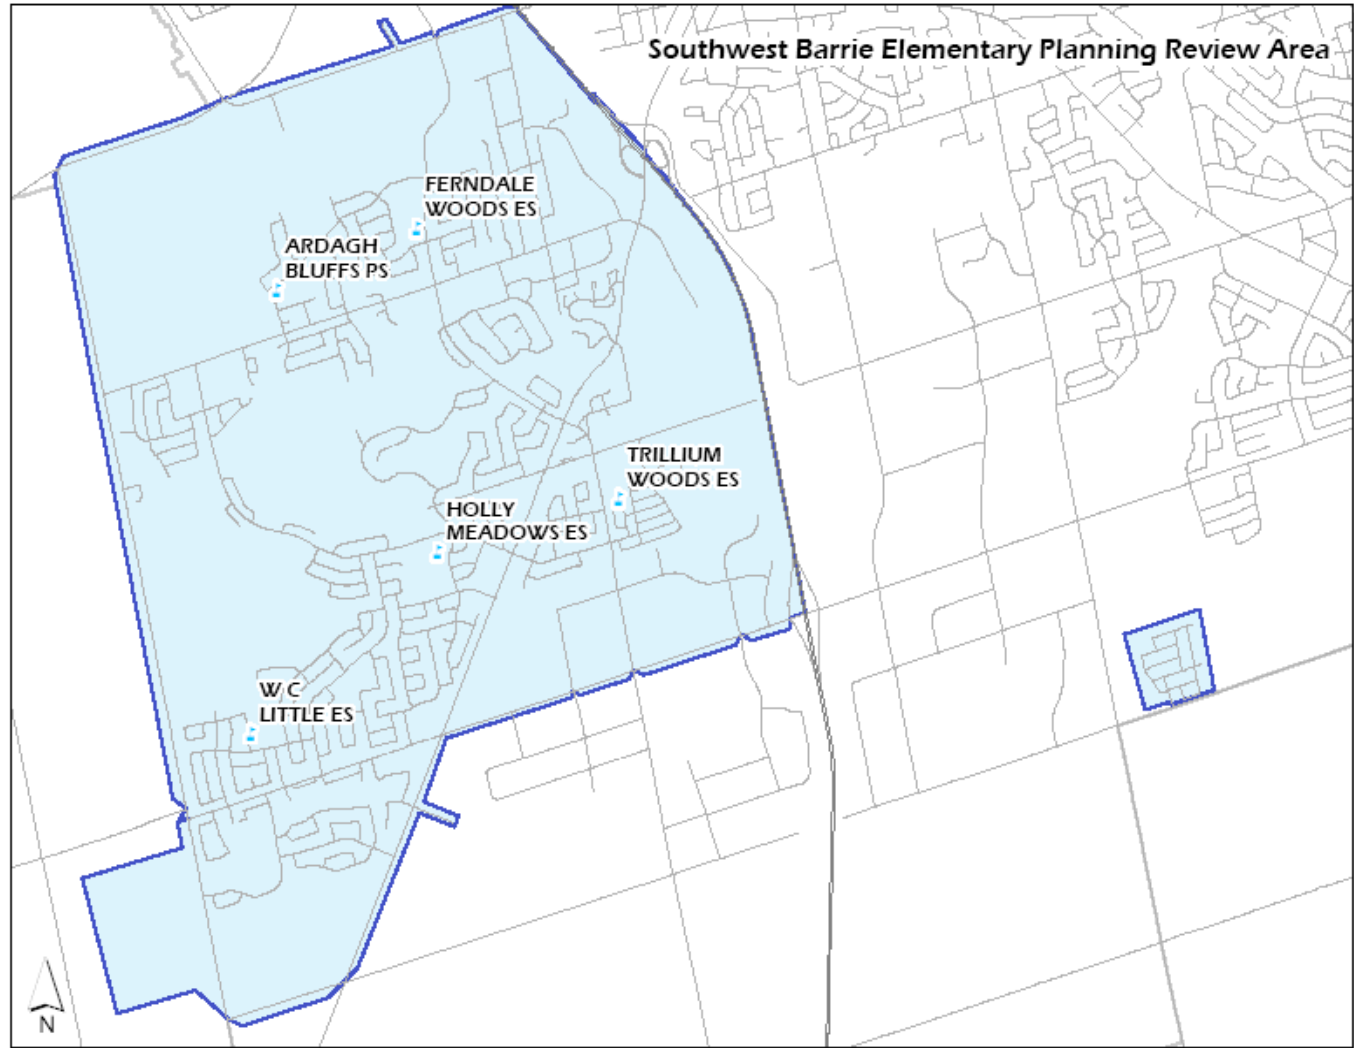 Southwest Barrie Elementary Planning Review Area
FERNDALE
WOODS ES
ARDAGH
BLUFFS PS
TRILLIUM
WOODS ES
HOLLY
MEADOWS ES
W C
LITTLE ES
N